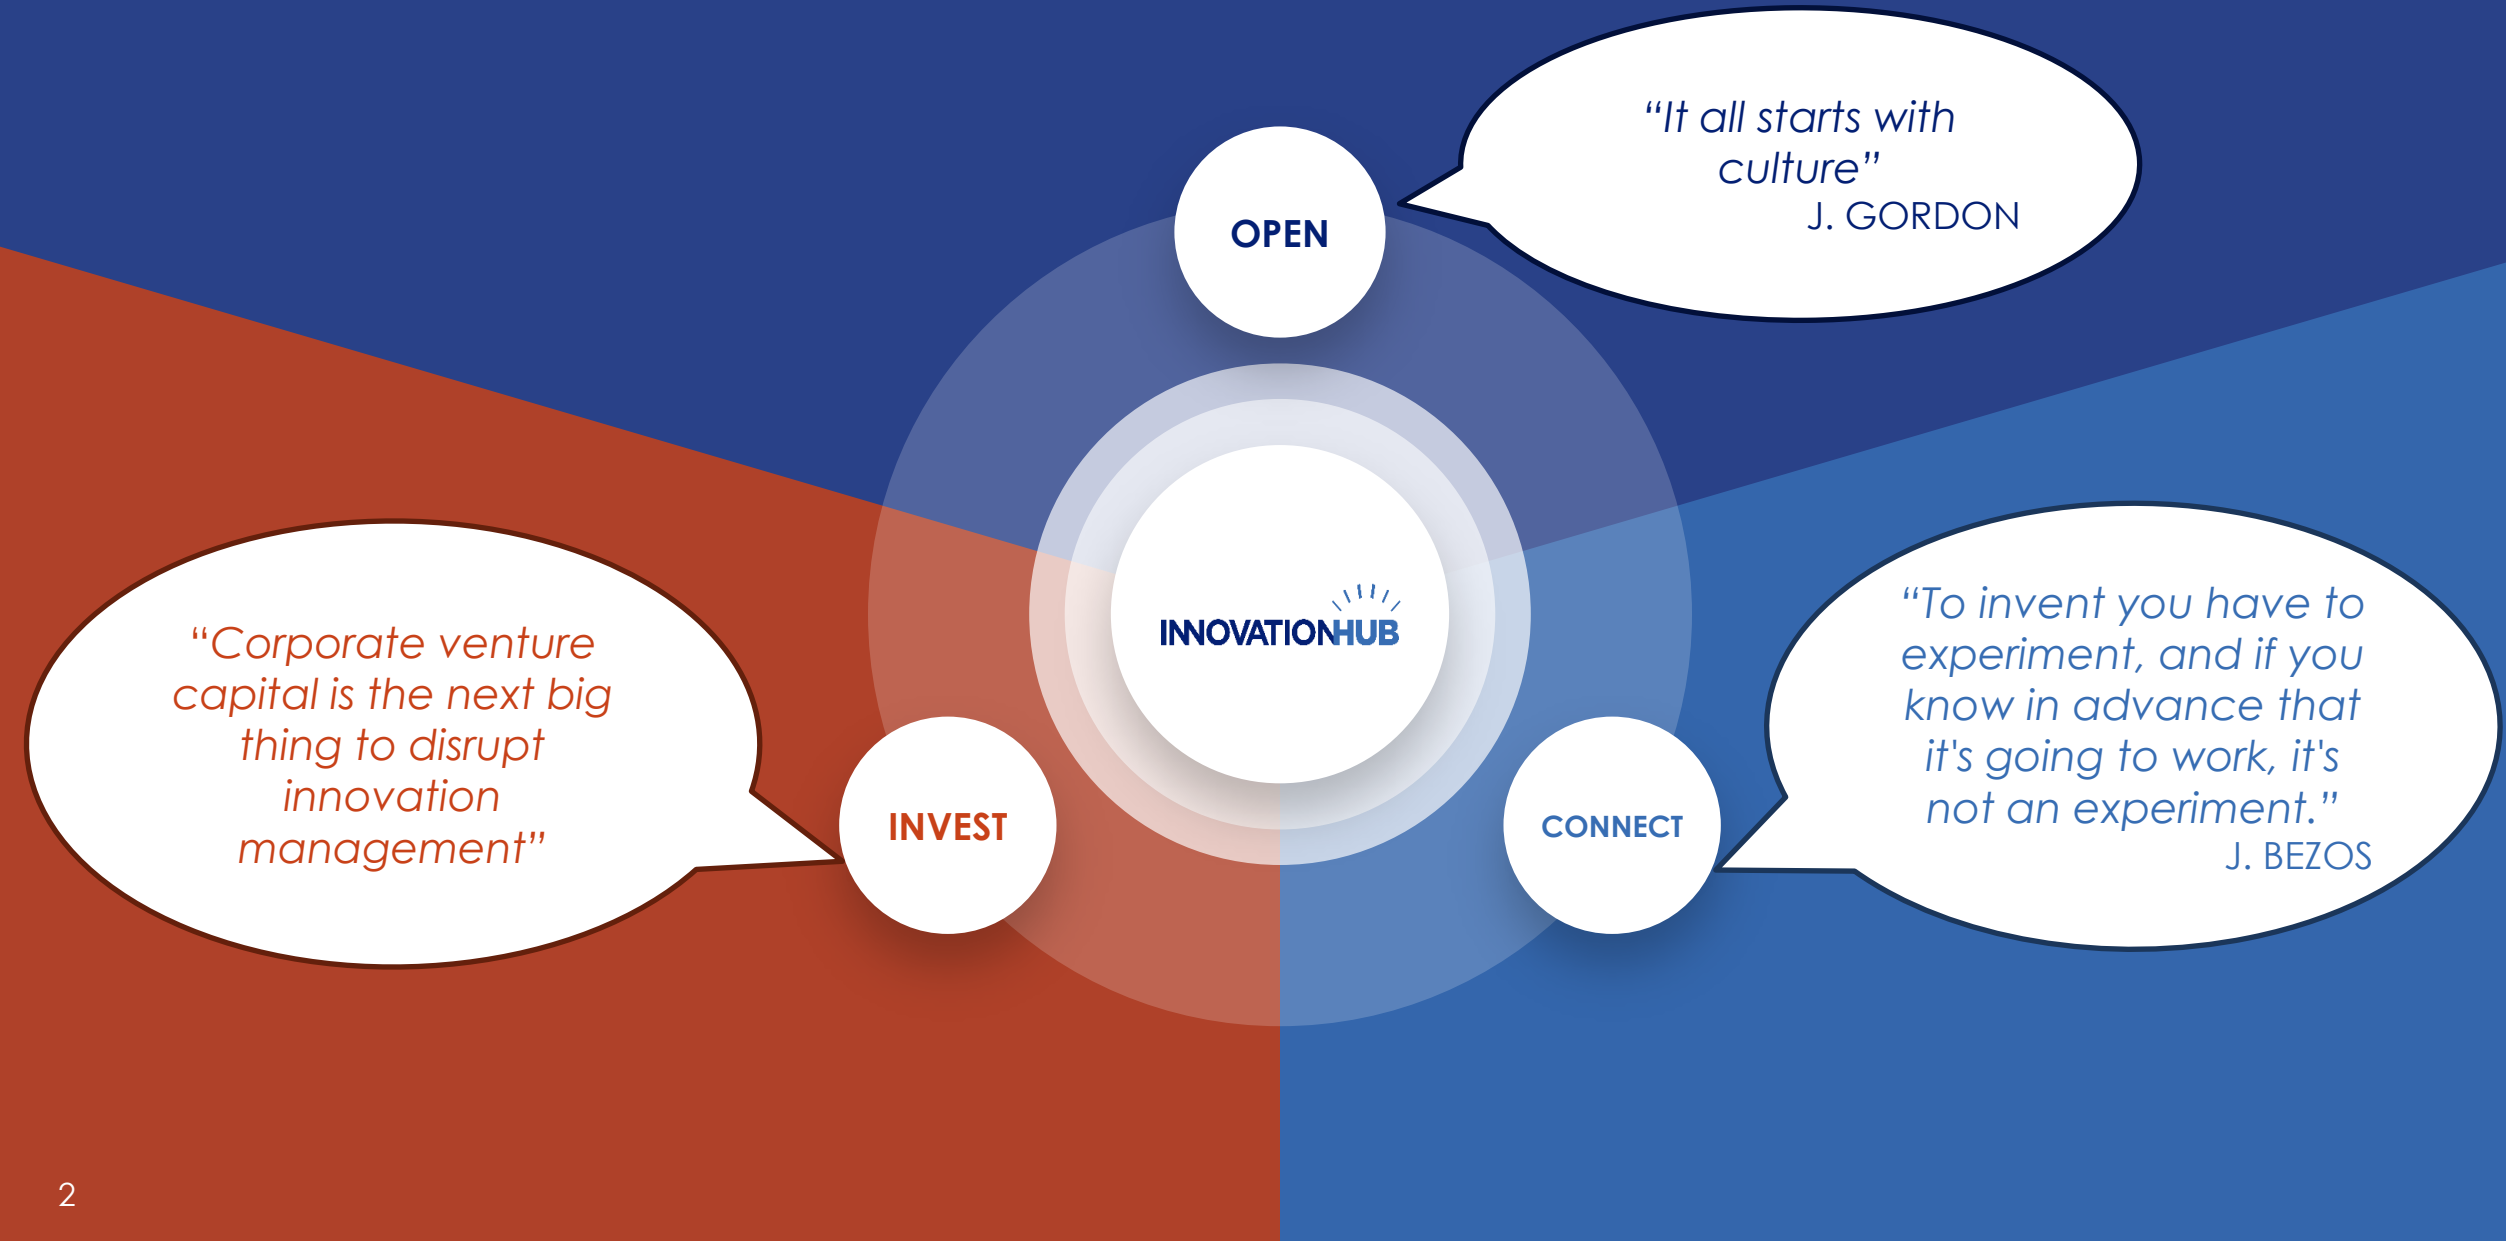 “It all starts with
culture”
J. GORDON
OPEN
INNOVATIONHUB
“Corporate venture
capital is the next big
thing to disrupt
innovation
management”
INVEST
CONNECT
“To invent you have to
experiment, and if you
know in advance that
it's going to work, it's
not an experiment.”
J. BEZOS
2